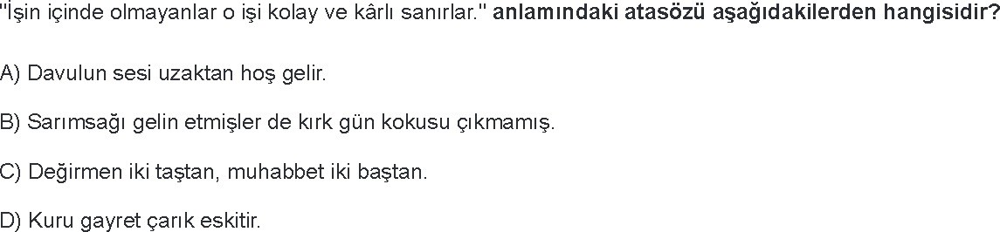 "İşin içinde olmayanlar o işi kolay ve kârlı sanırlar." anlamındaki atasözü aşağıdakilerden hangisidir?
A) Davulun sesi uzaktan hoş gelir.
B) Sarımsağı gelin etmişler de kırk gün kokusu çıkmamış.
C) Değirmen iki taştan, muhabbet iki baştan.
D) Kuru gayret çarık eskitir.